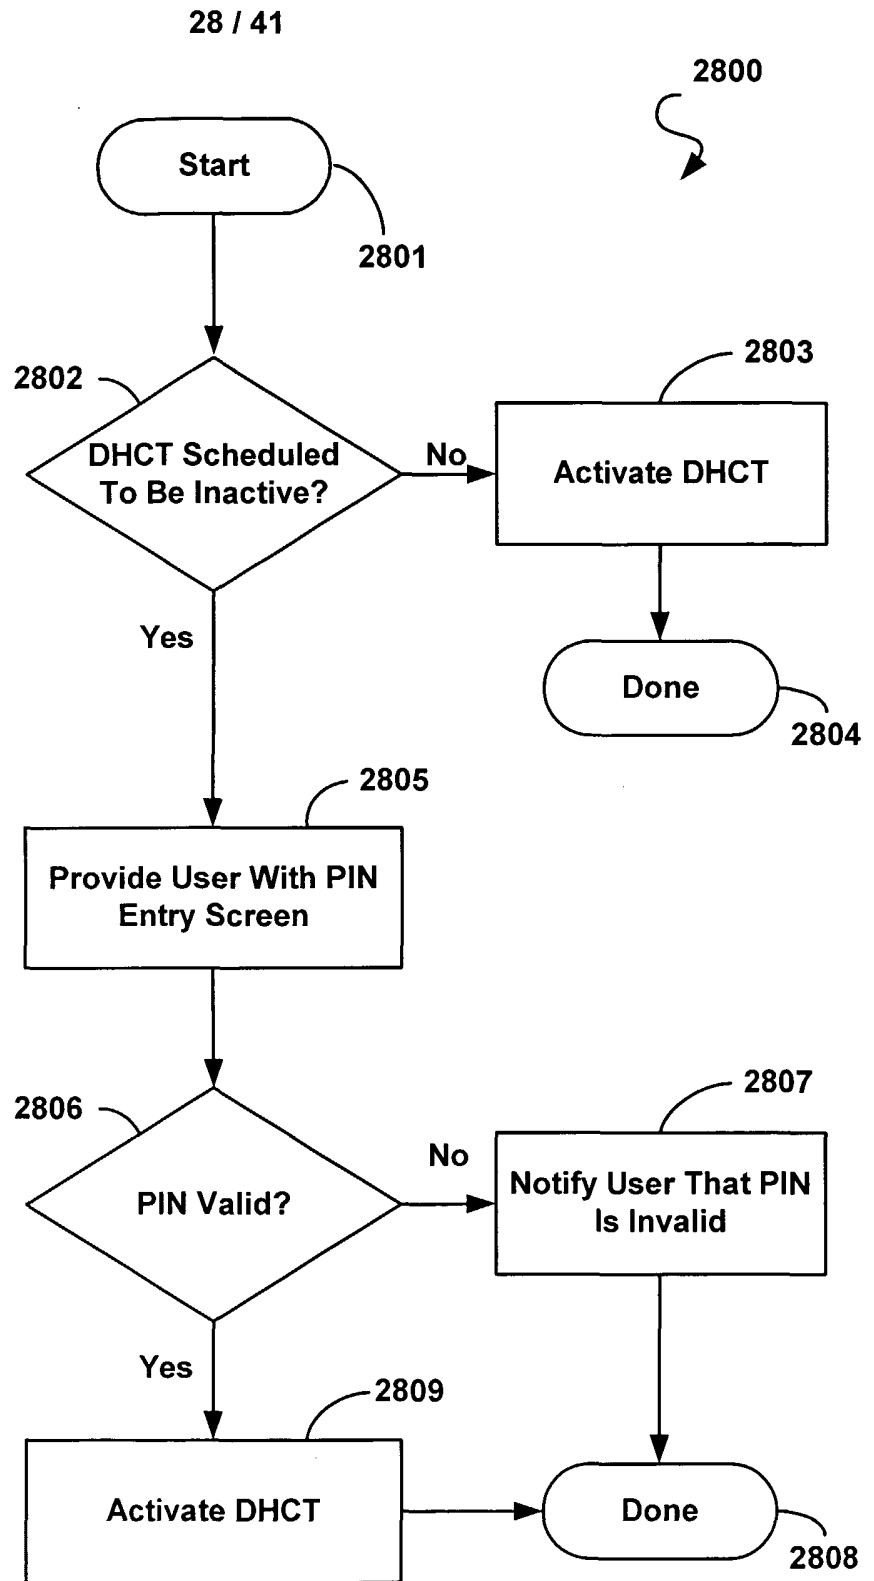 28 / 41
2800
Start
2801
2802
DHCT Scheduled
To Be Inactive?
No
2803
Activate DHCT
Yes
Done
2804
2805
Provide User With PIN
Entry Screen
2806
PIN Valid?
No
2807
Notify User That PIN
Is Invalid
Yes
2809
Activate DHCT
Done
2808